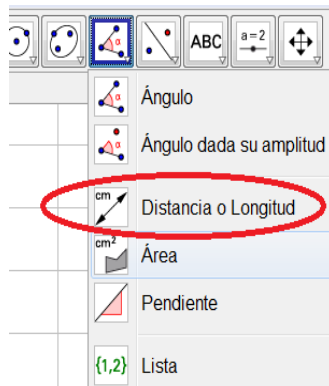 α
ABC
a=2
α
Ángulo
α
Ángulo dada su amplitud
cm
Distancia o Longitud
cm²
Área
Pendiente
{1,2}
Lista